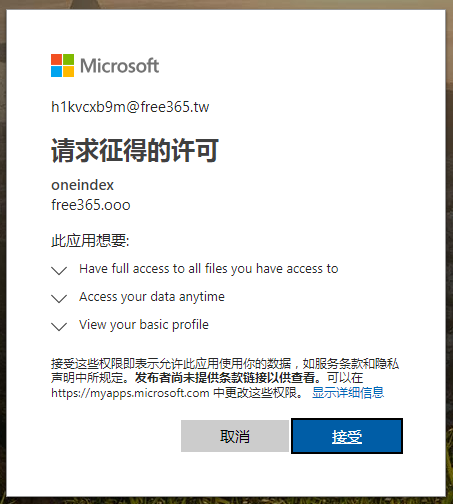 Microsoft
h1kvcxb9m@free365.tw
请求征得的许可
oneindex
free365.ooo
此应用想要:
Have full access to all files you have access to
Access your data anytime
View your basic profile
接受这些权限即表示允许此应用使用你的数据，如服务条款和隐私
声明中所规定。发布者尚未提供条款链接以供查看。可以在
https://myapps.microsoft.com 中更改这些权限。 显示详细信息
取消 接受